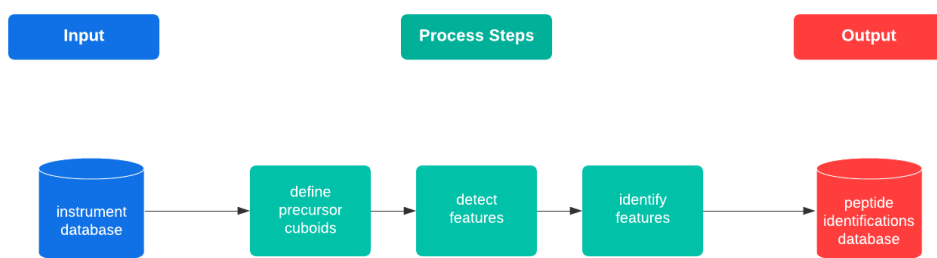 Input
Process Steps
Output
instrument
database
define
precursor
cuboids
detect
features
identify
features
peptide
identifications
database